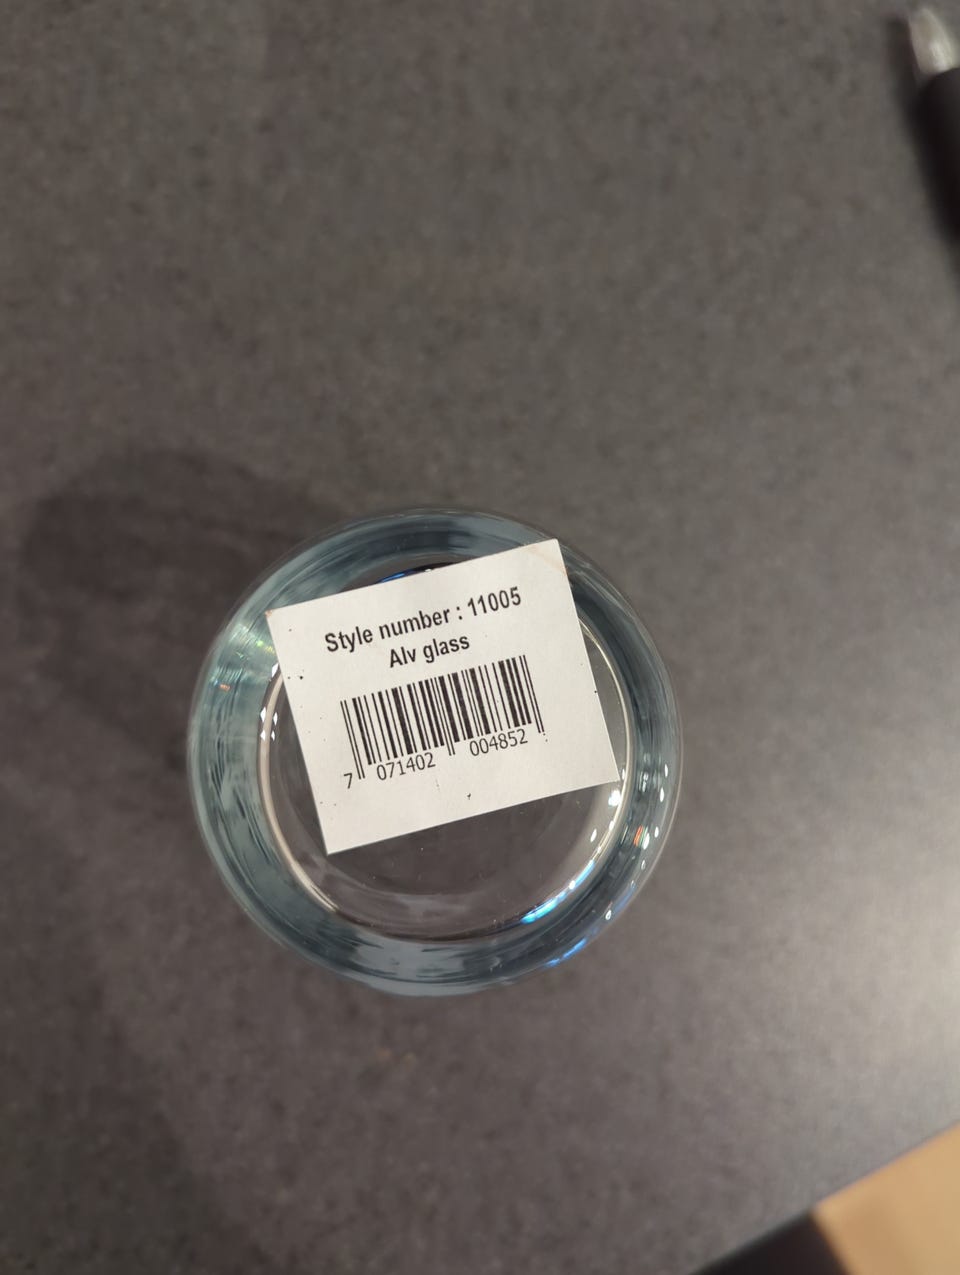 Style number : 11005
Alv glass
7 071402 004852